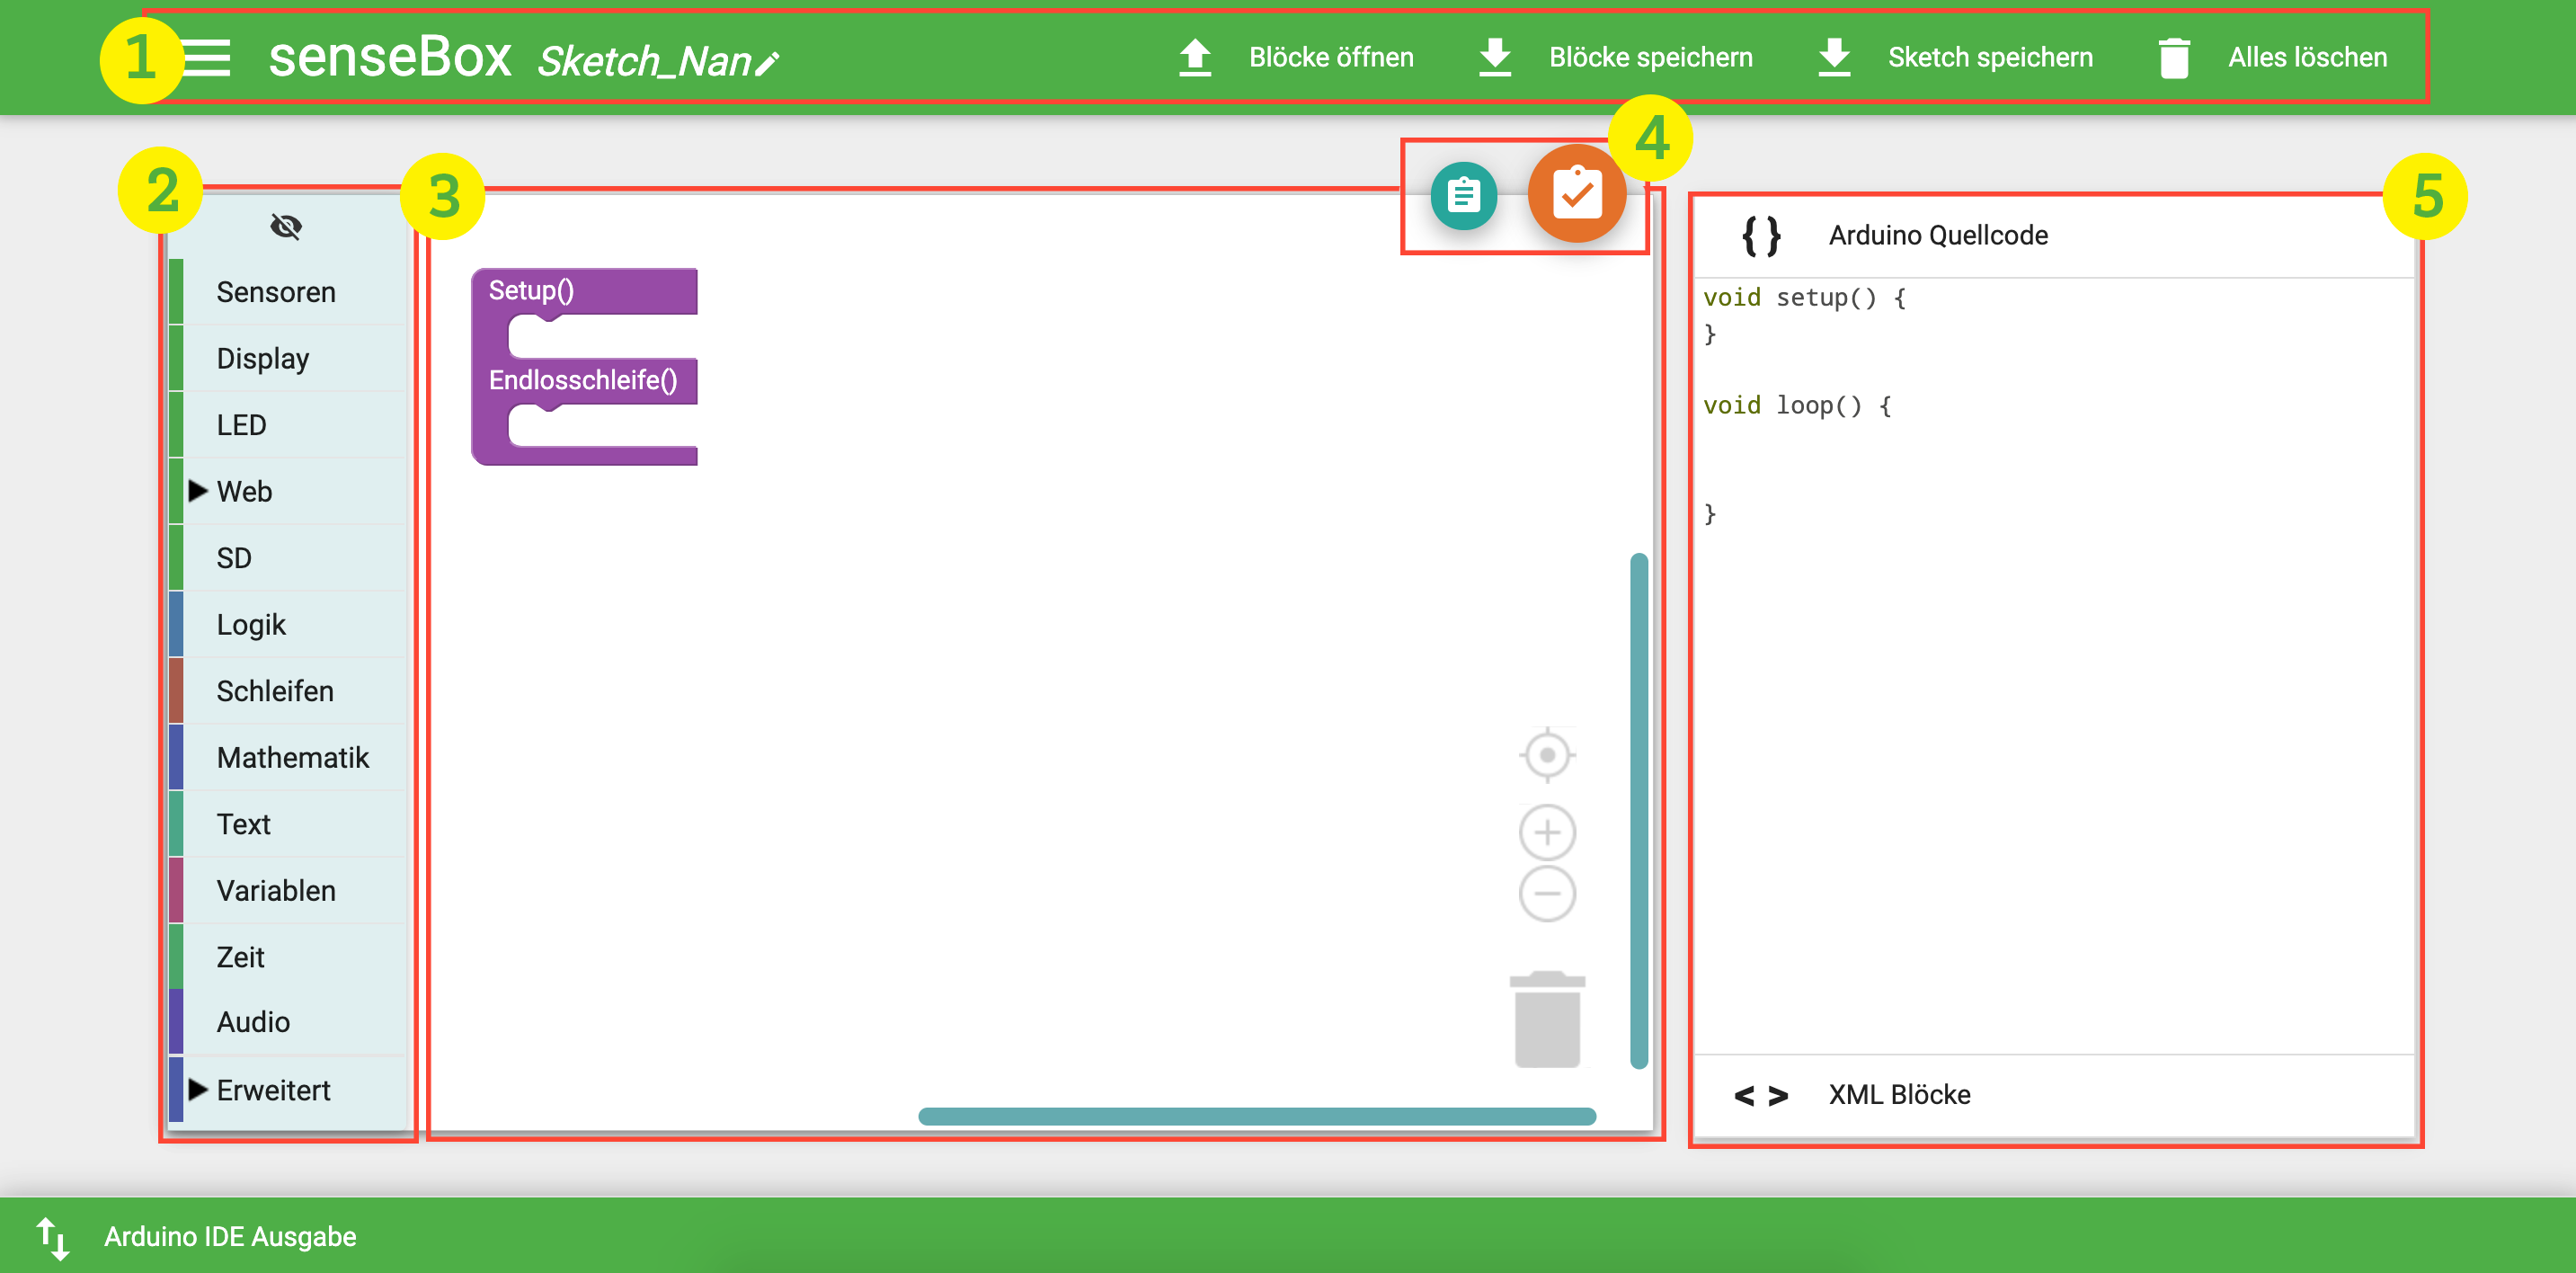 1
senseBox Sketch_Nan
Blöcke öffnen
Blöcke speichern
Sketch speichern
Alles löschen
2
3
4
5
Sensoren
Display
LED
Web
SD
Logik
Schleifen
Mathematik
Text
Variablen
Zeit
Audio
Erweitert
Setup()
Endlosschleife()
{} Arduino Quellcode
void setup() {
}
void loop() {
}
< > XML Blöcke
Arduino IDE Ausgabe